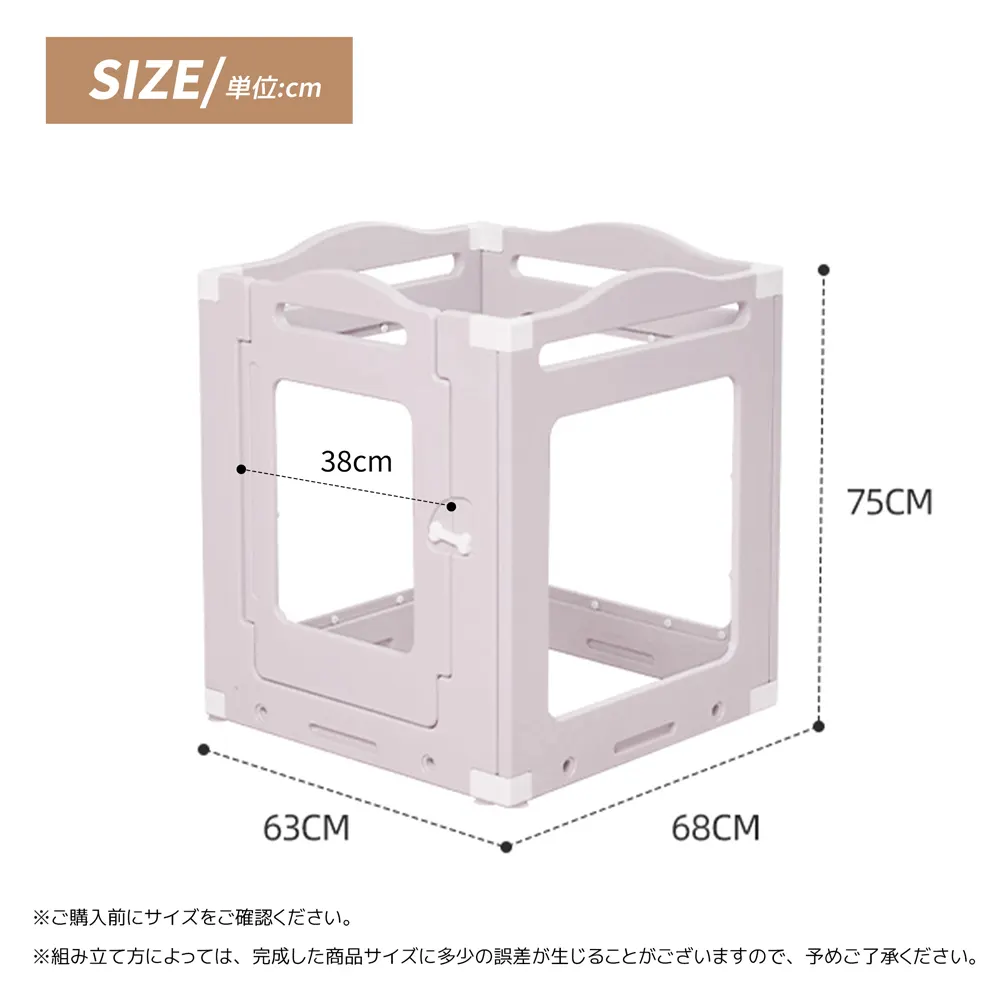 SIZE/単位:cm
38cm
75CM
63CM
68CM
※ご購入前にサイズをご確認ください。
※組み立て方によっては、完成した商品サイズに多少の誤差が生じることがございますので、予めご了承ください。